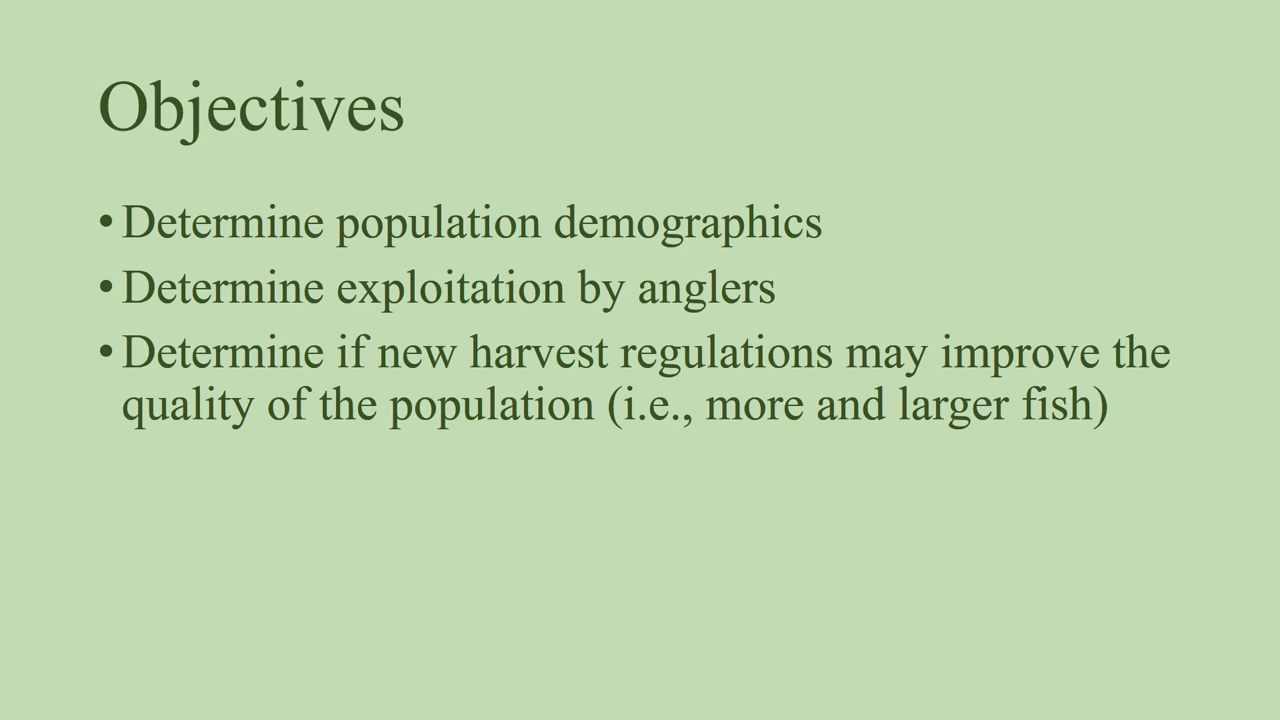 Objectives
• Determine population demographics
• Determine exploitation by anglers
• Determine if new harvest regulations may improve the
quality of the population (i.e., more and larger fish)